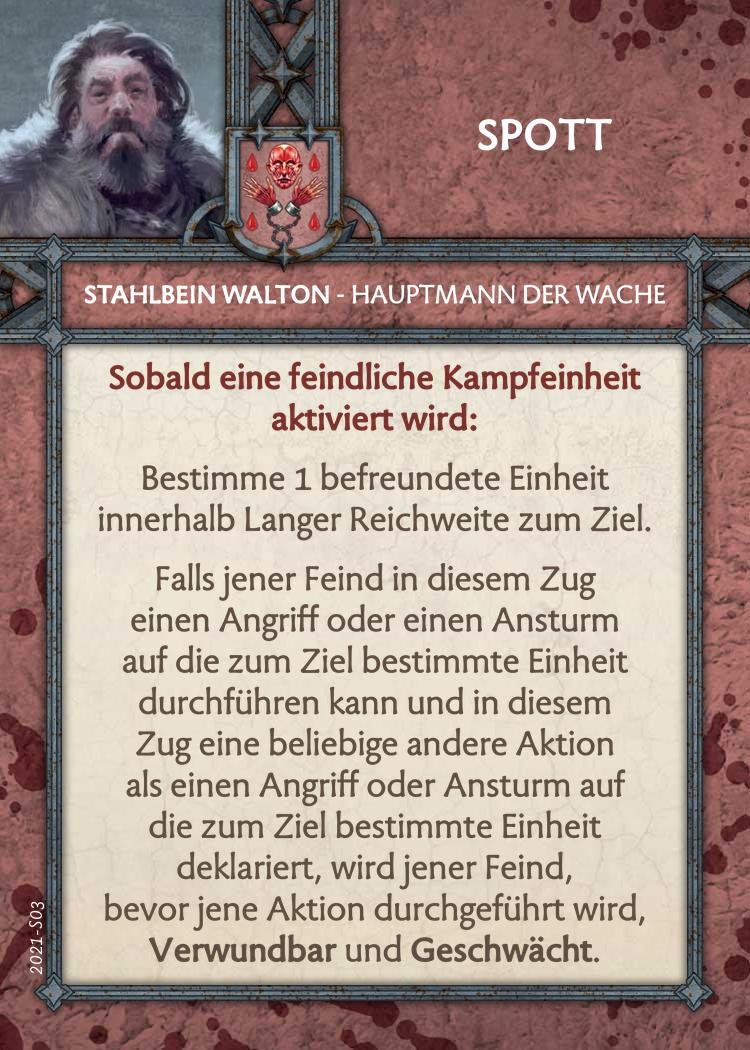 SPOTT
STAHLBEIN WALTON - HAUPTMANN DER WACHE
Sobald eine feindliche Kampfeinheit
aktiviert wird:
Bestimme 1 befreundete Einheit
innerhalb Langer Reichweite zum Ziel.
Falls jener Feind in diesem Zug
einen Angriff oder einen Ansturm
auf die zum Ziel bestimmte Einheit
durchführen kann und in diesem
Zug eine beliebige andere Aktion
als einen Angriff oder Ansturm auf
die zum Ziel bestimmte Einheit
deklariert, wird jener Feind,
bevor jene Aktion durchgeführt wird,
Verwundbar und Geschwächt.
2021-S03